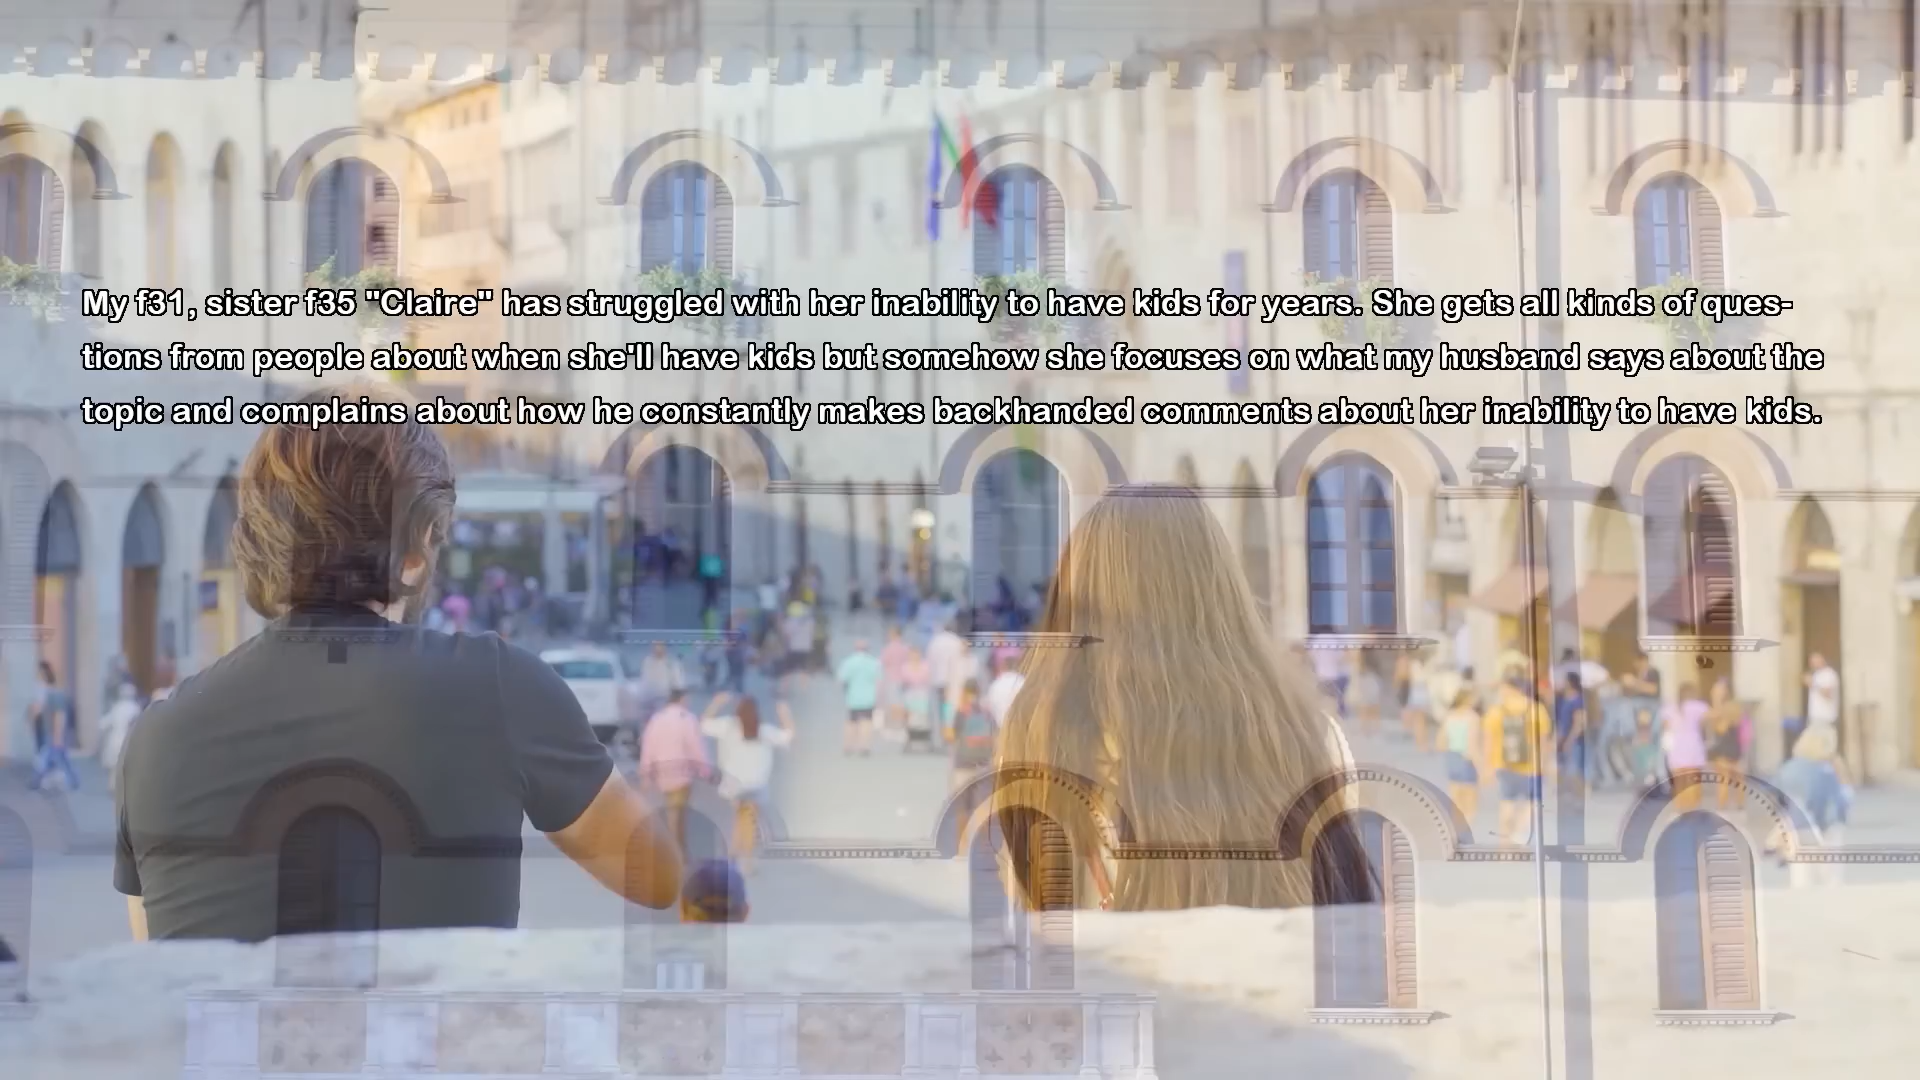 My f31, sister f35 "Claire" has struggled with her inability to have kids for years. She gets all kinds of ques-
tions from people about when she'll have kids but somehow she focuses on what my husband says about the
topic and complains about how he constantly makes backhanded comments about her inability to have kids.